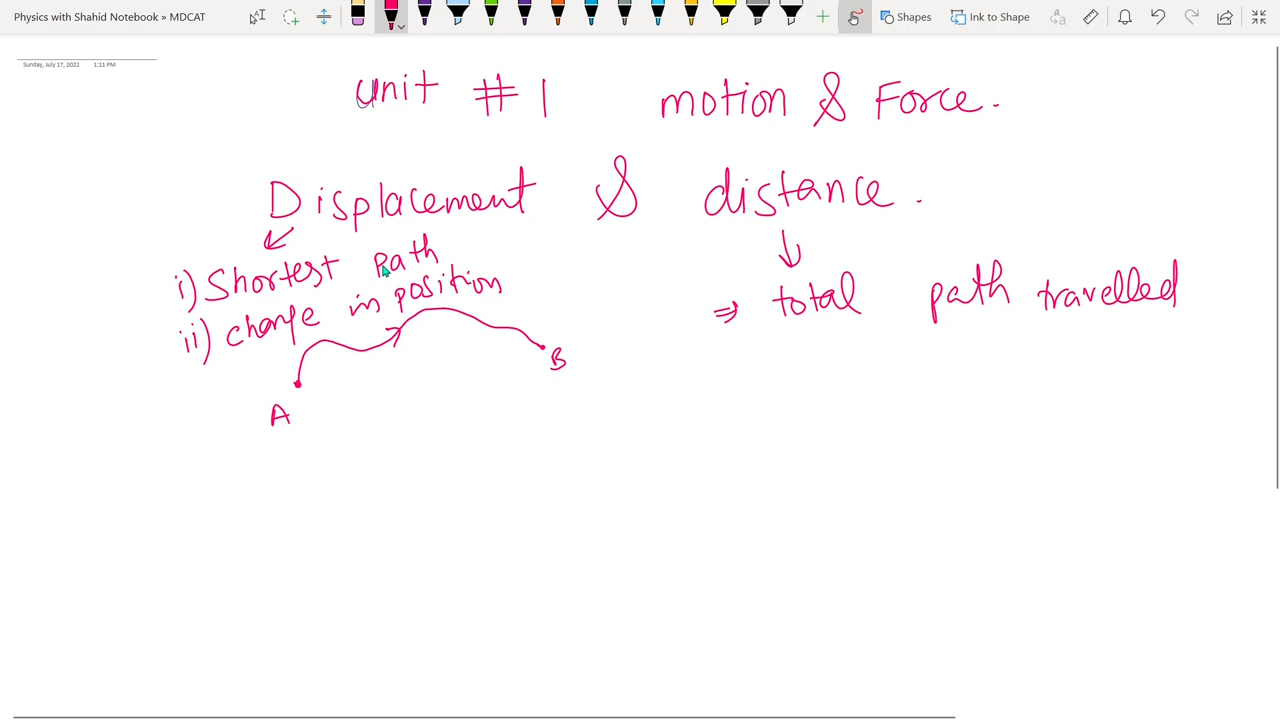 Physics with Shahid Notebook » MDCAT
Shapes
Ink to Shape
Sunday, July 17, 2022 1:11 PM
unit # 1 motion & Force.
Displacement & distance.
i) Shortest path
ii) change in position
⇒ total path travelled
A
B